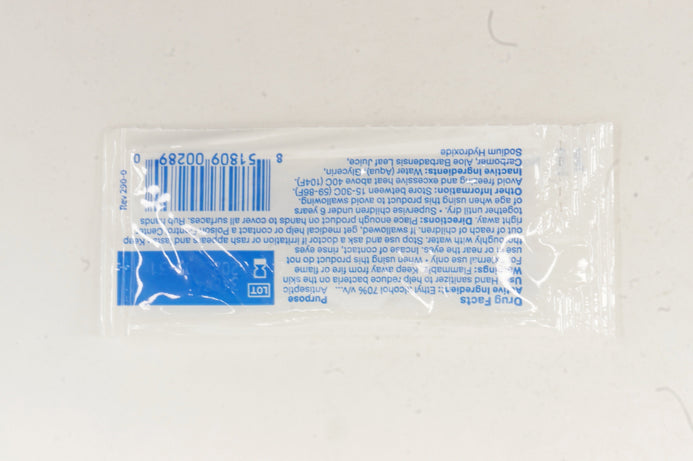 Drug Facts
Active Ingredient: Ethyl Alcohol 70% v/v... Antiseptic
Purpose
Use: Hand sanitizer to help reduce bacteria on the skin
Warnings: Flammable. Keep away from fire or flame
For external use only • When using this product do not
use in or near the eyes. In case of contact, rinse eyes
thoroughly with water. Stop use and ask a doctor if irritation or rash appear and last • Keep
out of reach of children. If swallowed, get medical help or contact a Poison Control Centre
right away. Directions: Place enough product on hands to cover all surfaces. Rub hands
together until dry. • Supervise children under 6 years
of age when using this product to avoid swallowing.
Other Information: Store between 15-30C (59-86F).
Avoid freezing and excessive heat above 40C (104F).
Inactive Ingredients: Water (Aqua), Glycerin,
Carbomer, Aloe Barbadensis Leaf Juice,
Sodium Hydroxide
LOT
8 51809 00289 0
Rev 290-0